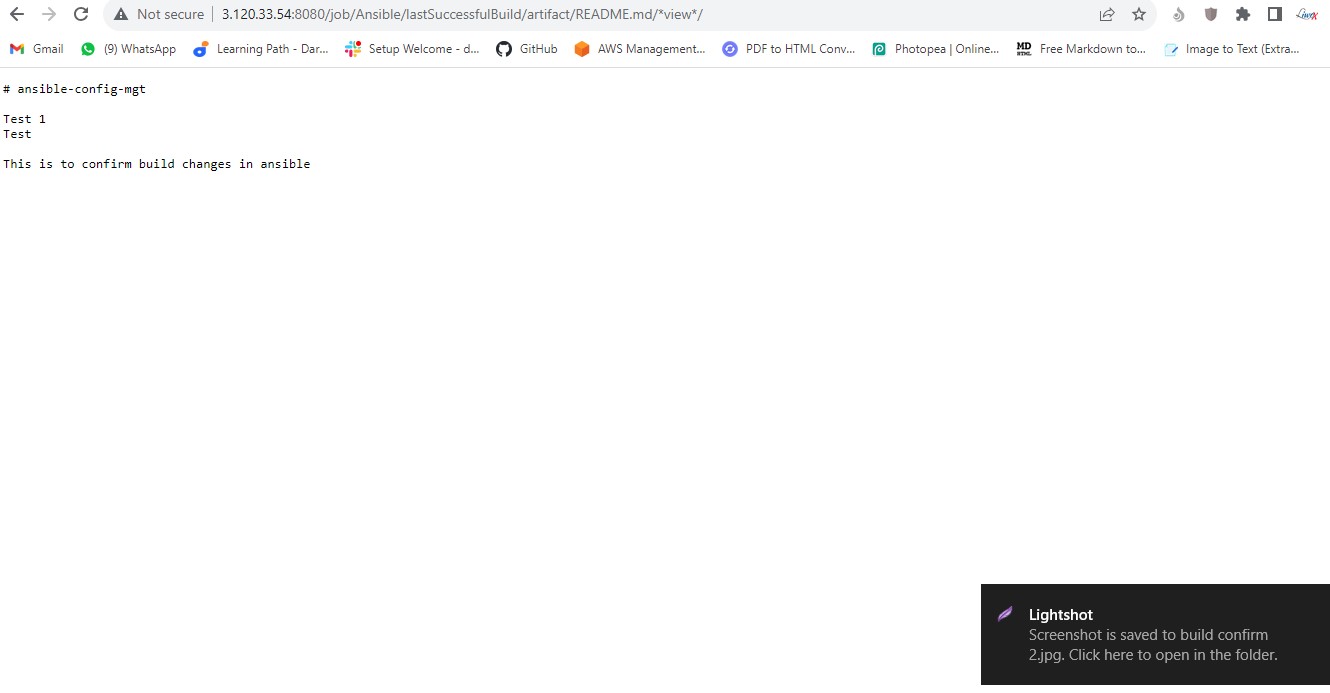 Not secure 3.120.33.54:8080/job/Ansible/lastSuccessfulBuild/artifact/README.md/*view*/
Gmail (9) WhatsApp Learning Path - Dar... Setup Welcome - d... GitHub AWS Management... PDF to HTML Conv... Photopea | Online... MD Free Markdown to... Image to Text (Extra...
# ansible-config-mgt
Test 1
Test
This is to confirm build changes in ansible
Lightshot
Screenshot is saved to build confirm
2.jpg. Click here to open in the folder.